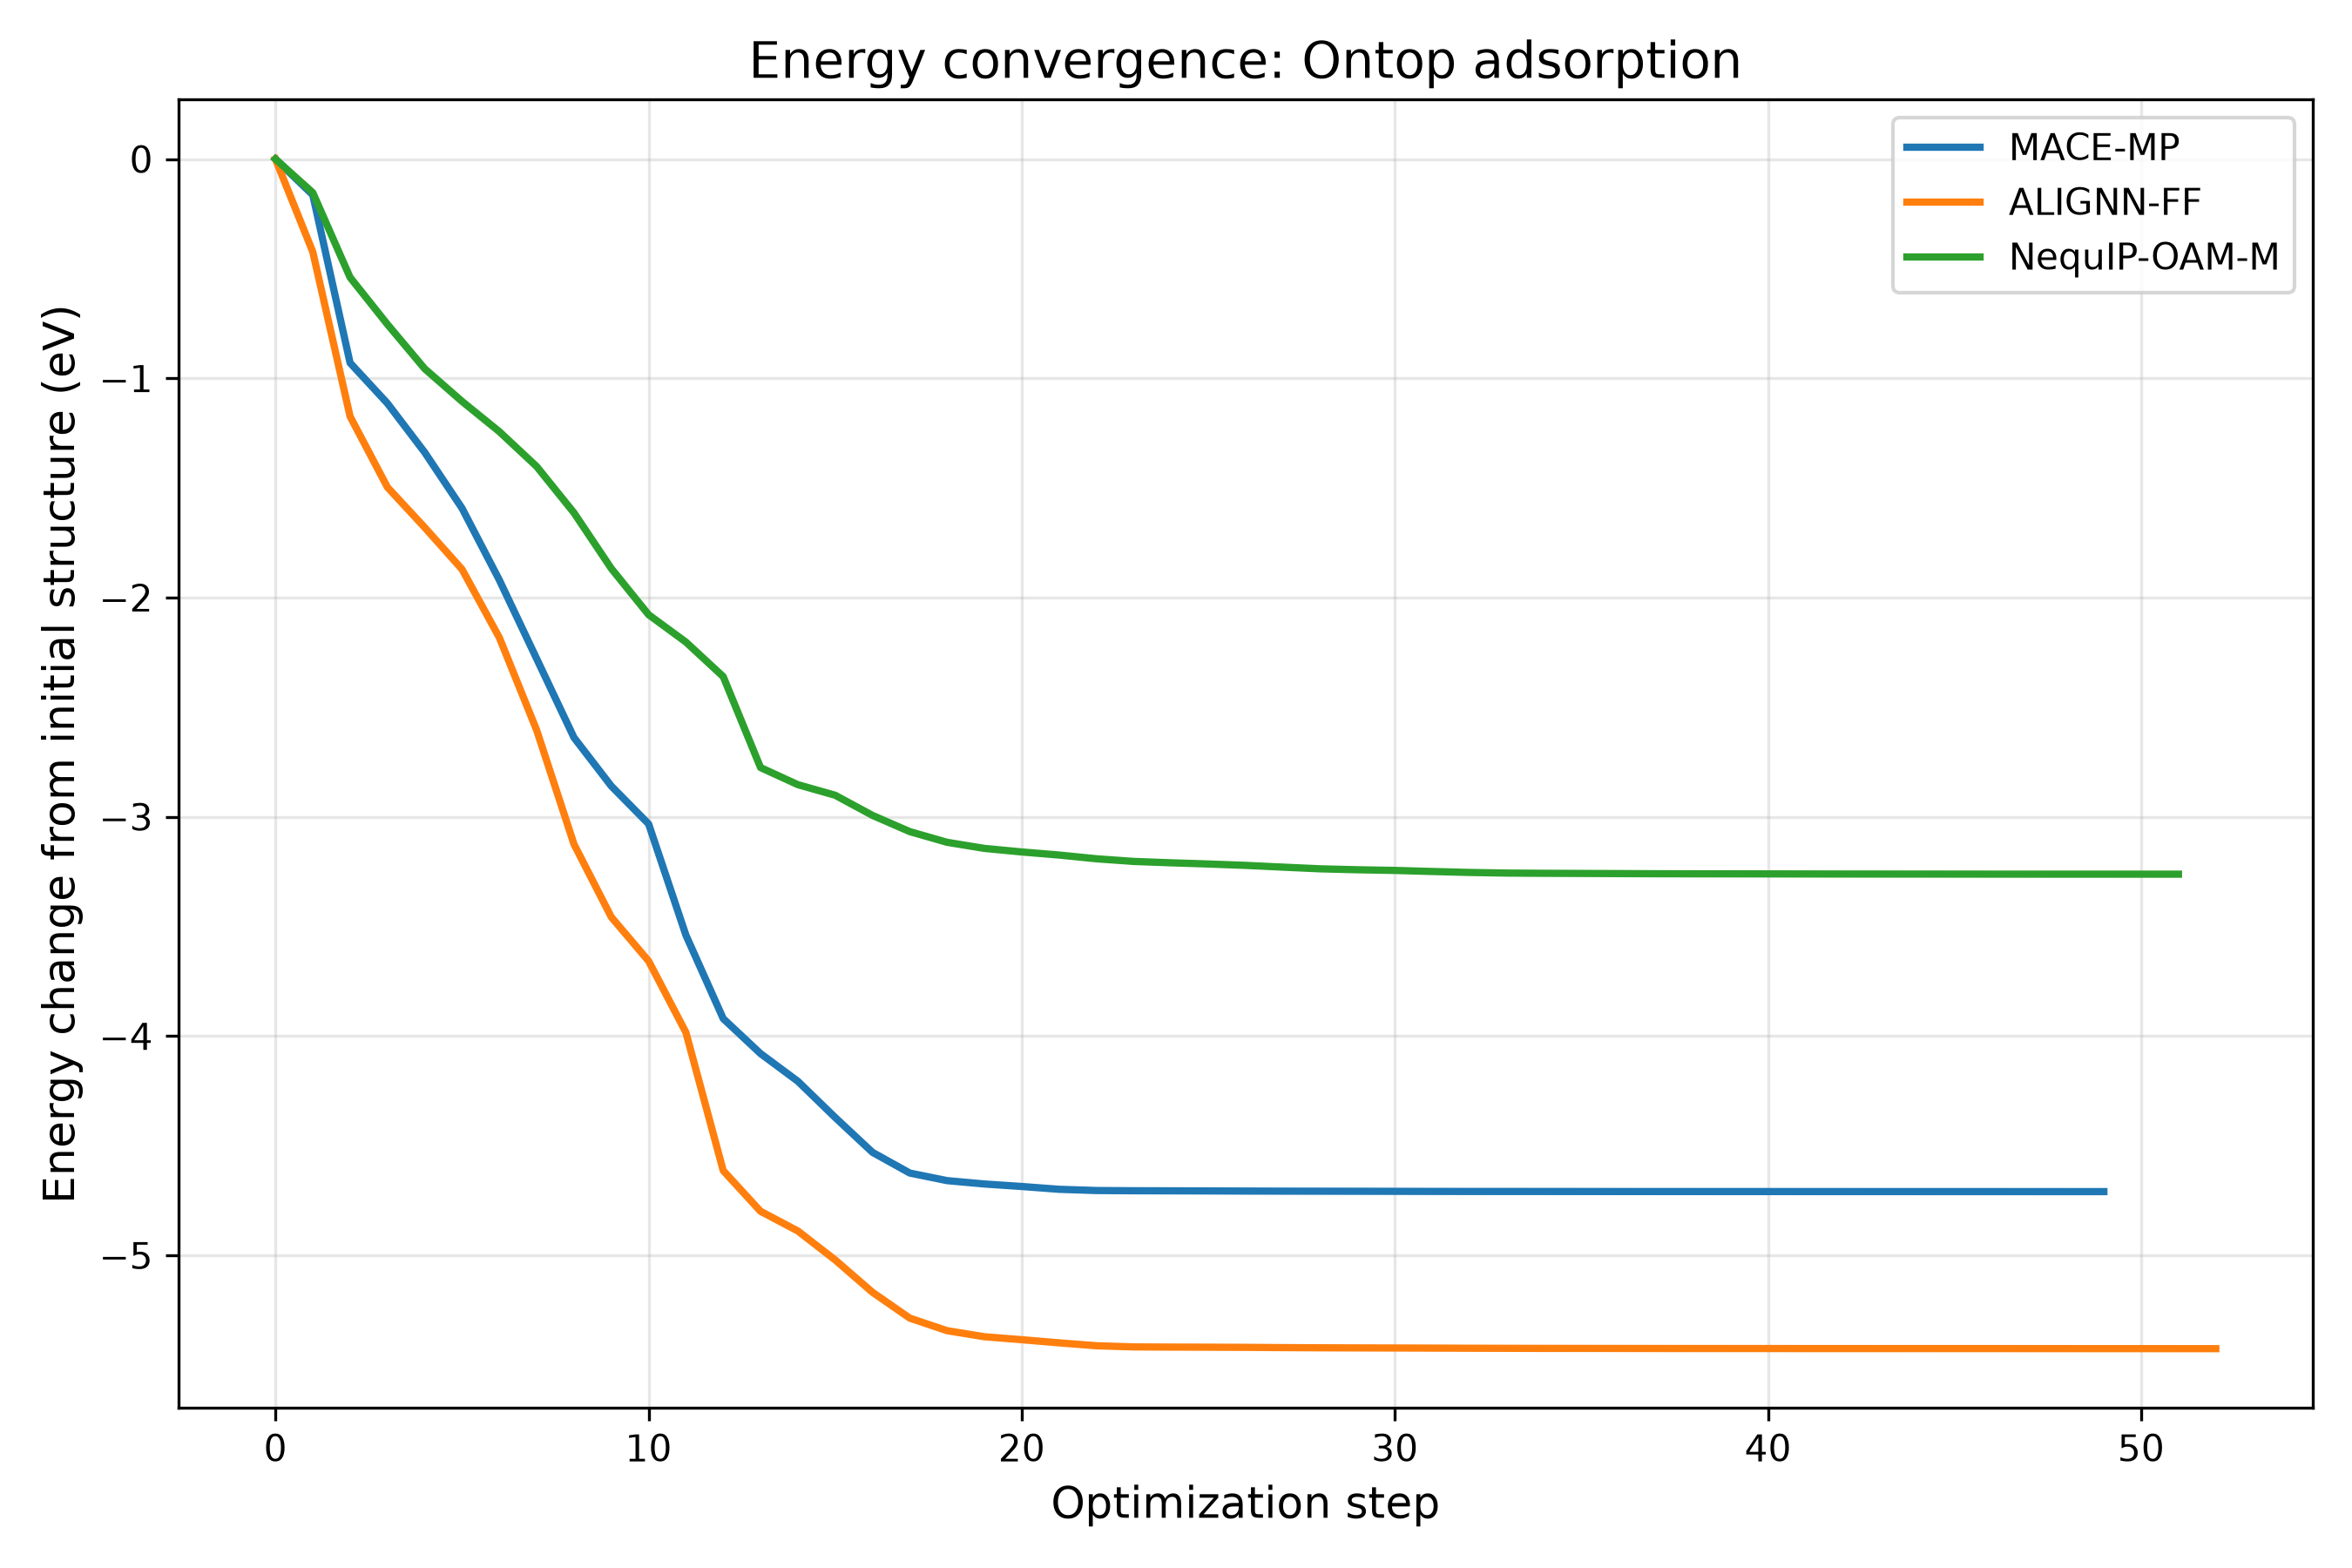 Energy convergence: Ontop adsorption
MACE-MP
ALIGNN-FF
NequIP-OAM-M
Energy change from initial structure (eV)
0
−1
−2
−3
−4
−5
0 10 20 30 40 50
Optimization step